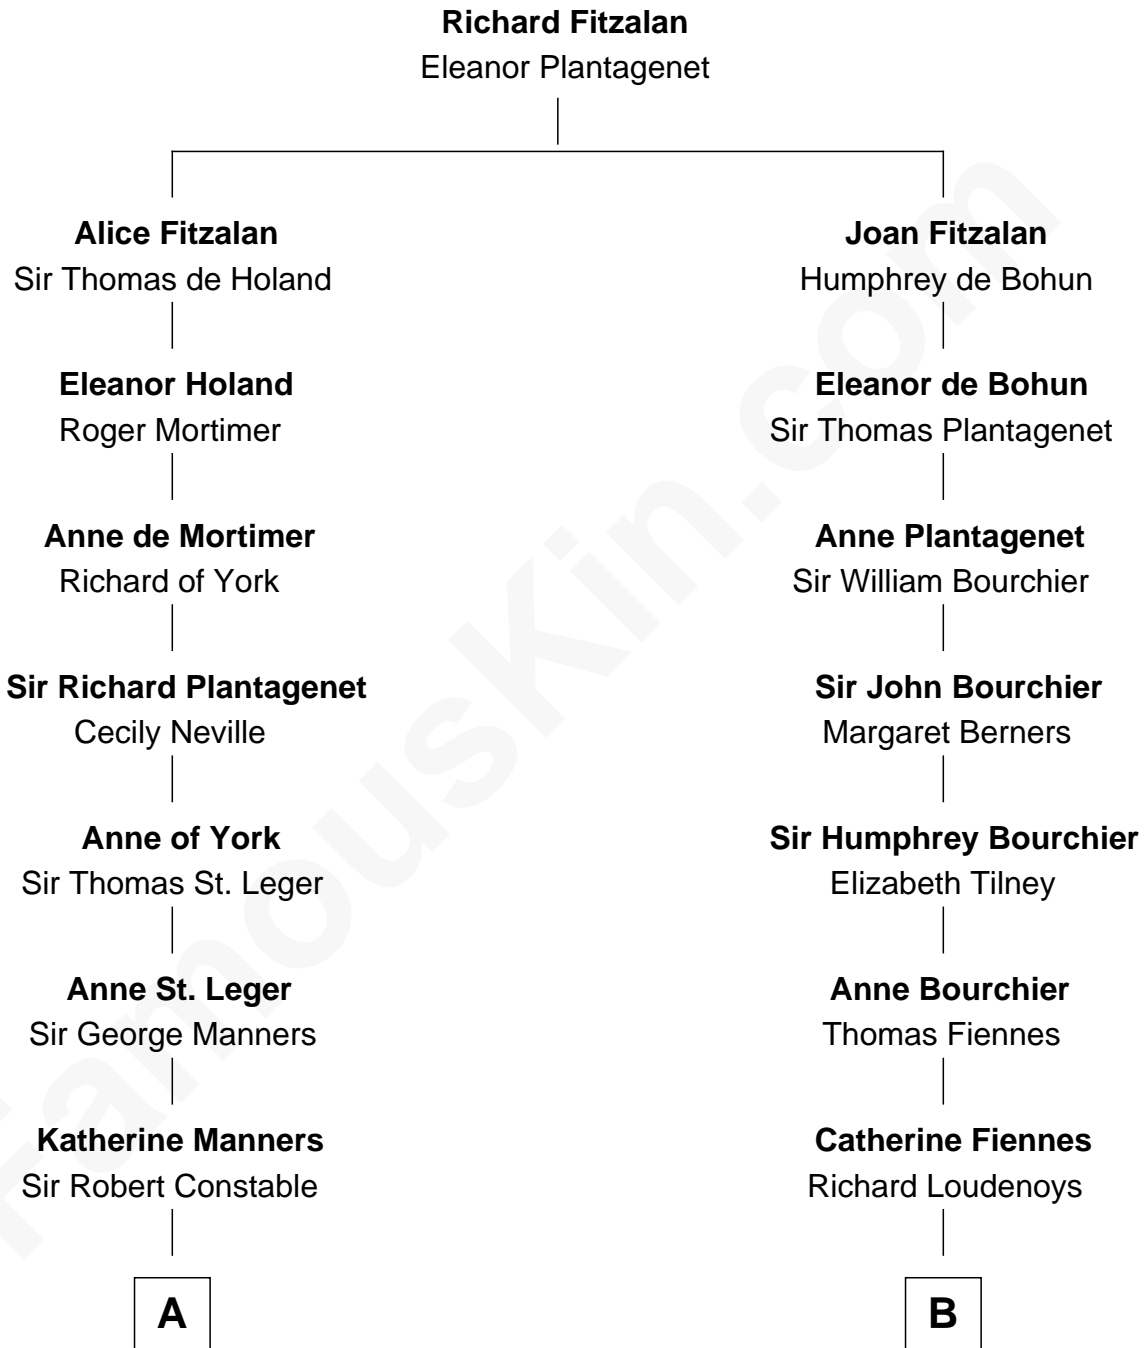 Richard Fitzalan
Eleanor Plantagenet
Alice Fitzalan
Sir Thomas de Holand
Joan Fitzalan
Humphrey de Bohun
Eleanor Holand
Roger Mortimer
Eleanor de Bohun
Sir Thomas Plantagenet
Anne de Mortimer
Richard of York
Anne Plantagenet
Sir William Bourchier
Sir Richard Plantagenet
Cecily Neville
Sir John Bourchier
Margaret Berners
Anne of York
Sir Thomas St. Leger
Sir Humphrey Bourchier
Elizabeth Tilney
Anne St. Leger
Sir George Manners
Anne Bourchier
Thomas Fiennes
Katherine Manners
Sir Robert Constable
Catherine Fiennes
Richard Loudenoys
A
B
FamousKin.com